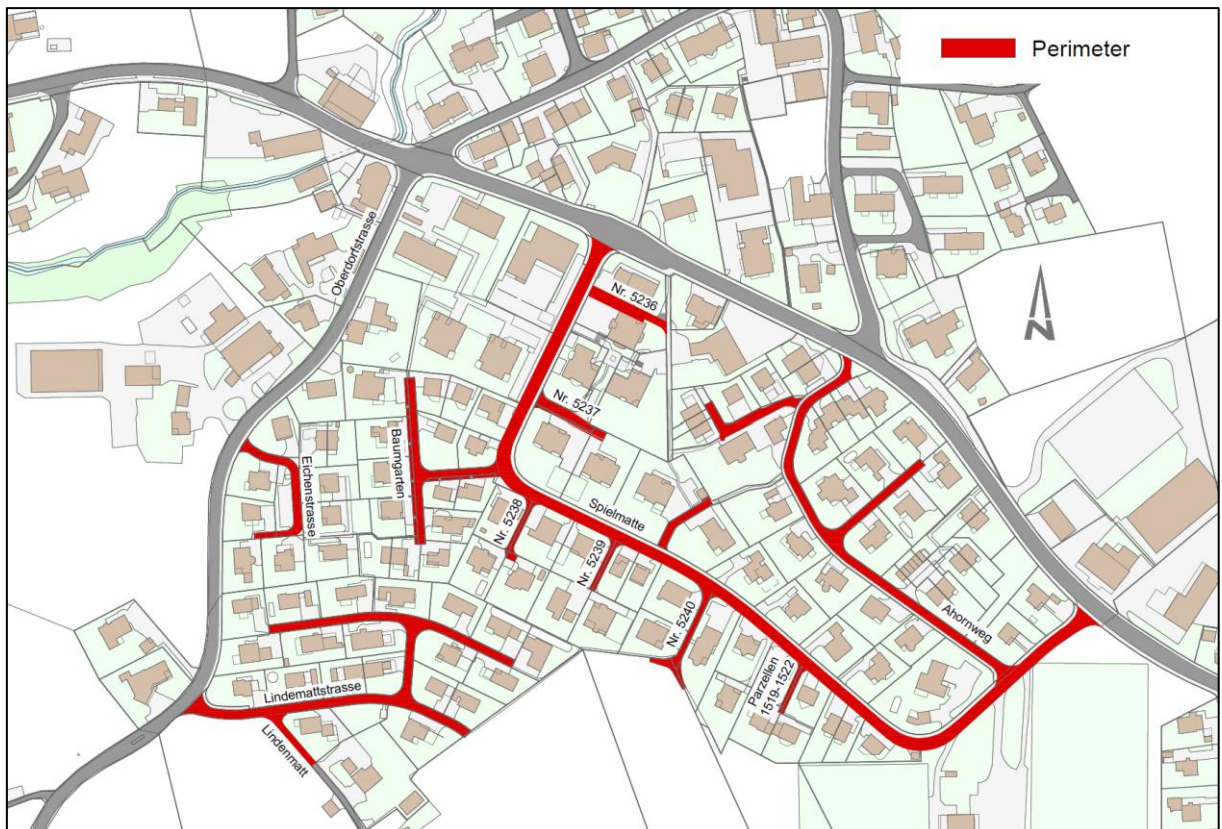 Perimeter
Oberdorfstrasse
Nr. 5236
N
Nr. 5237
Baumgarten
Eichenstrasse
Spielmatte
Nr. 5238
Nr. 5239
Nr. 5240
Ahornweg
Parzellen
1519-1522
Lindemattstrasse
Lindenmatt